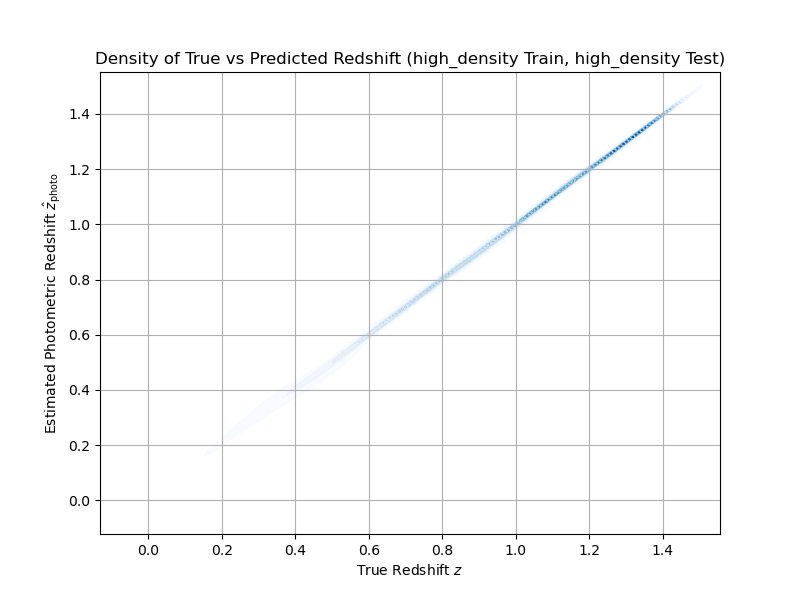 Density of True vs Predicted Redshift (high_density Train, high_density Test)
Estimated Photometric Redshift ẑ_photo
1.4
1.2
1.0
0.8
0.6
0.4
0.2
0.0
0.0 0.2 0.4 0.6 0.8 1.0 1.2 1.4
True Redshift z